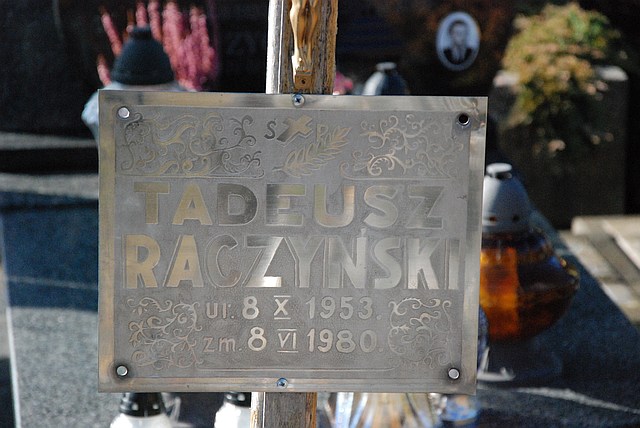 S P
TADEUSZ
RACZYŃSKI
ur. 8 X 1953.
zm. 8 VI 1980.